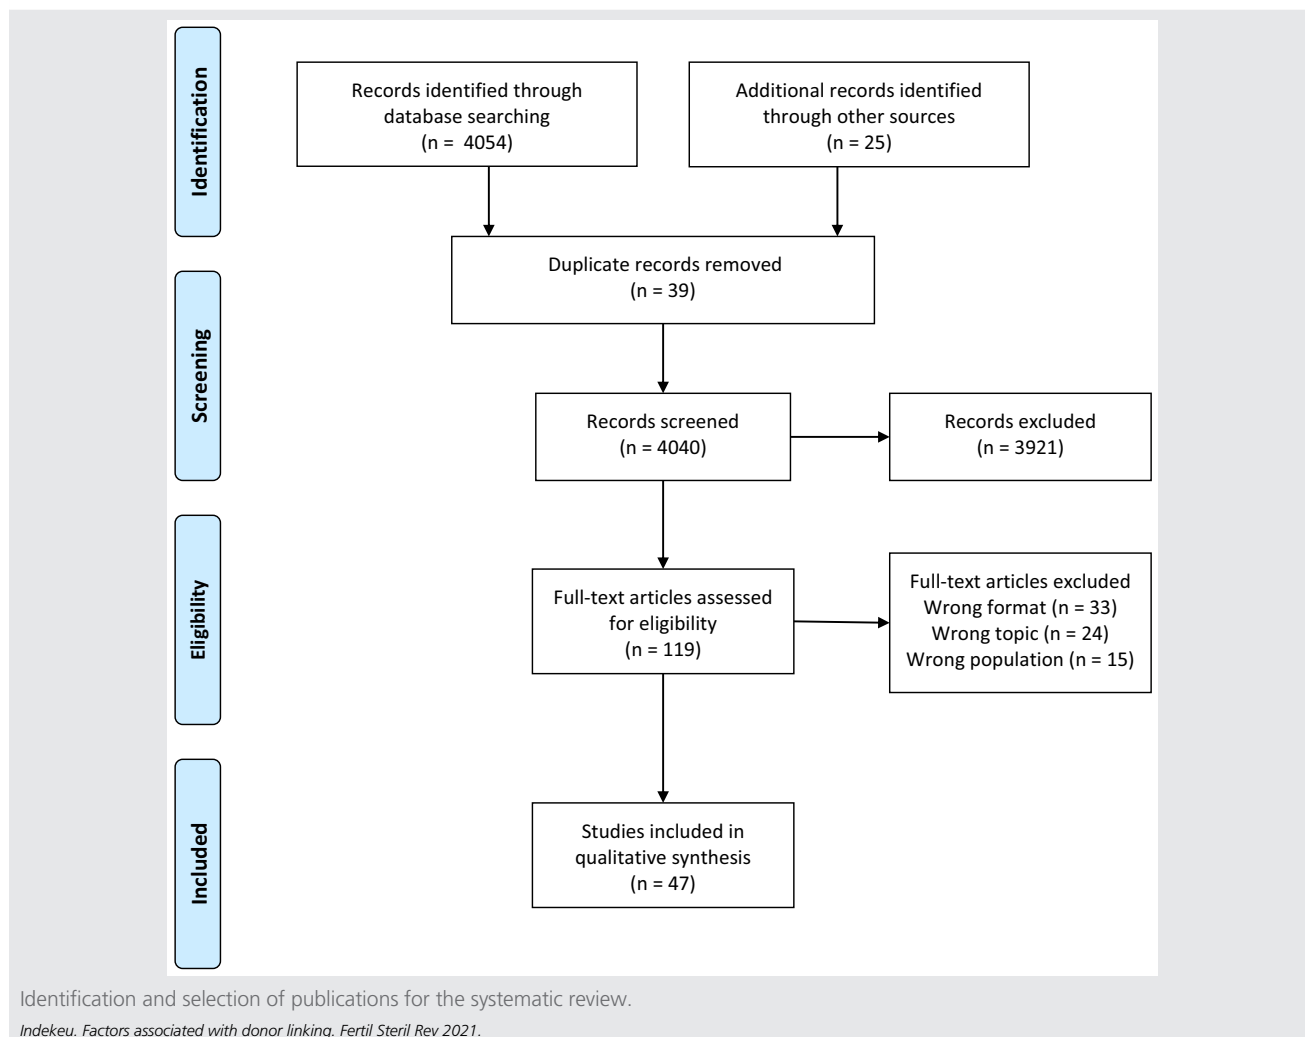 Identification
Records identified through
database searching
(n = 4054)
Additional records identified
through other sources
(n = 25)
Duplicate records removed
(n = 39)
Screening
Records screened
(n = 4040)
Records excluded
(n = 3921)
Eligibility
Full-text articles assessed
for eligibility
(n = 119)
Full-text articles excluded
Wrong format (n = 33)
Wrong topic (n = 24)
Wrong population (n = 15)
Included
Studies included in
qualitative synthesis
(n = 47)
Identification and selection of publications for the systematic review.
Indekeu. Factors associated with donor linking. Fertil Steril Rev 2021.